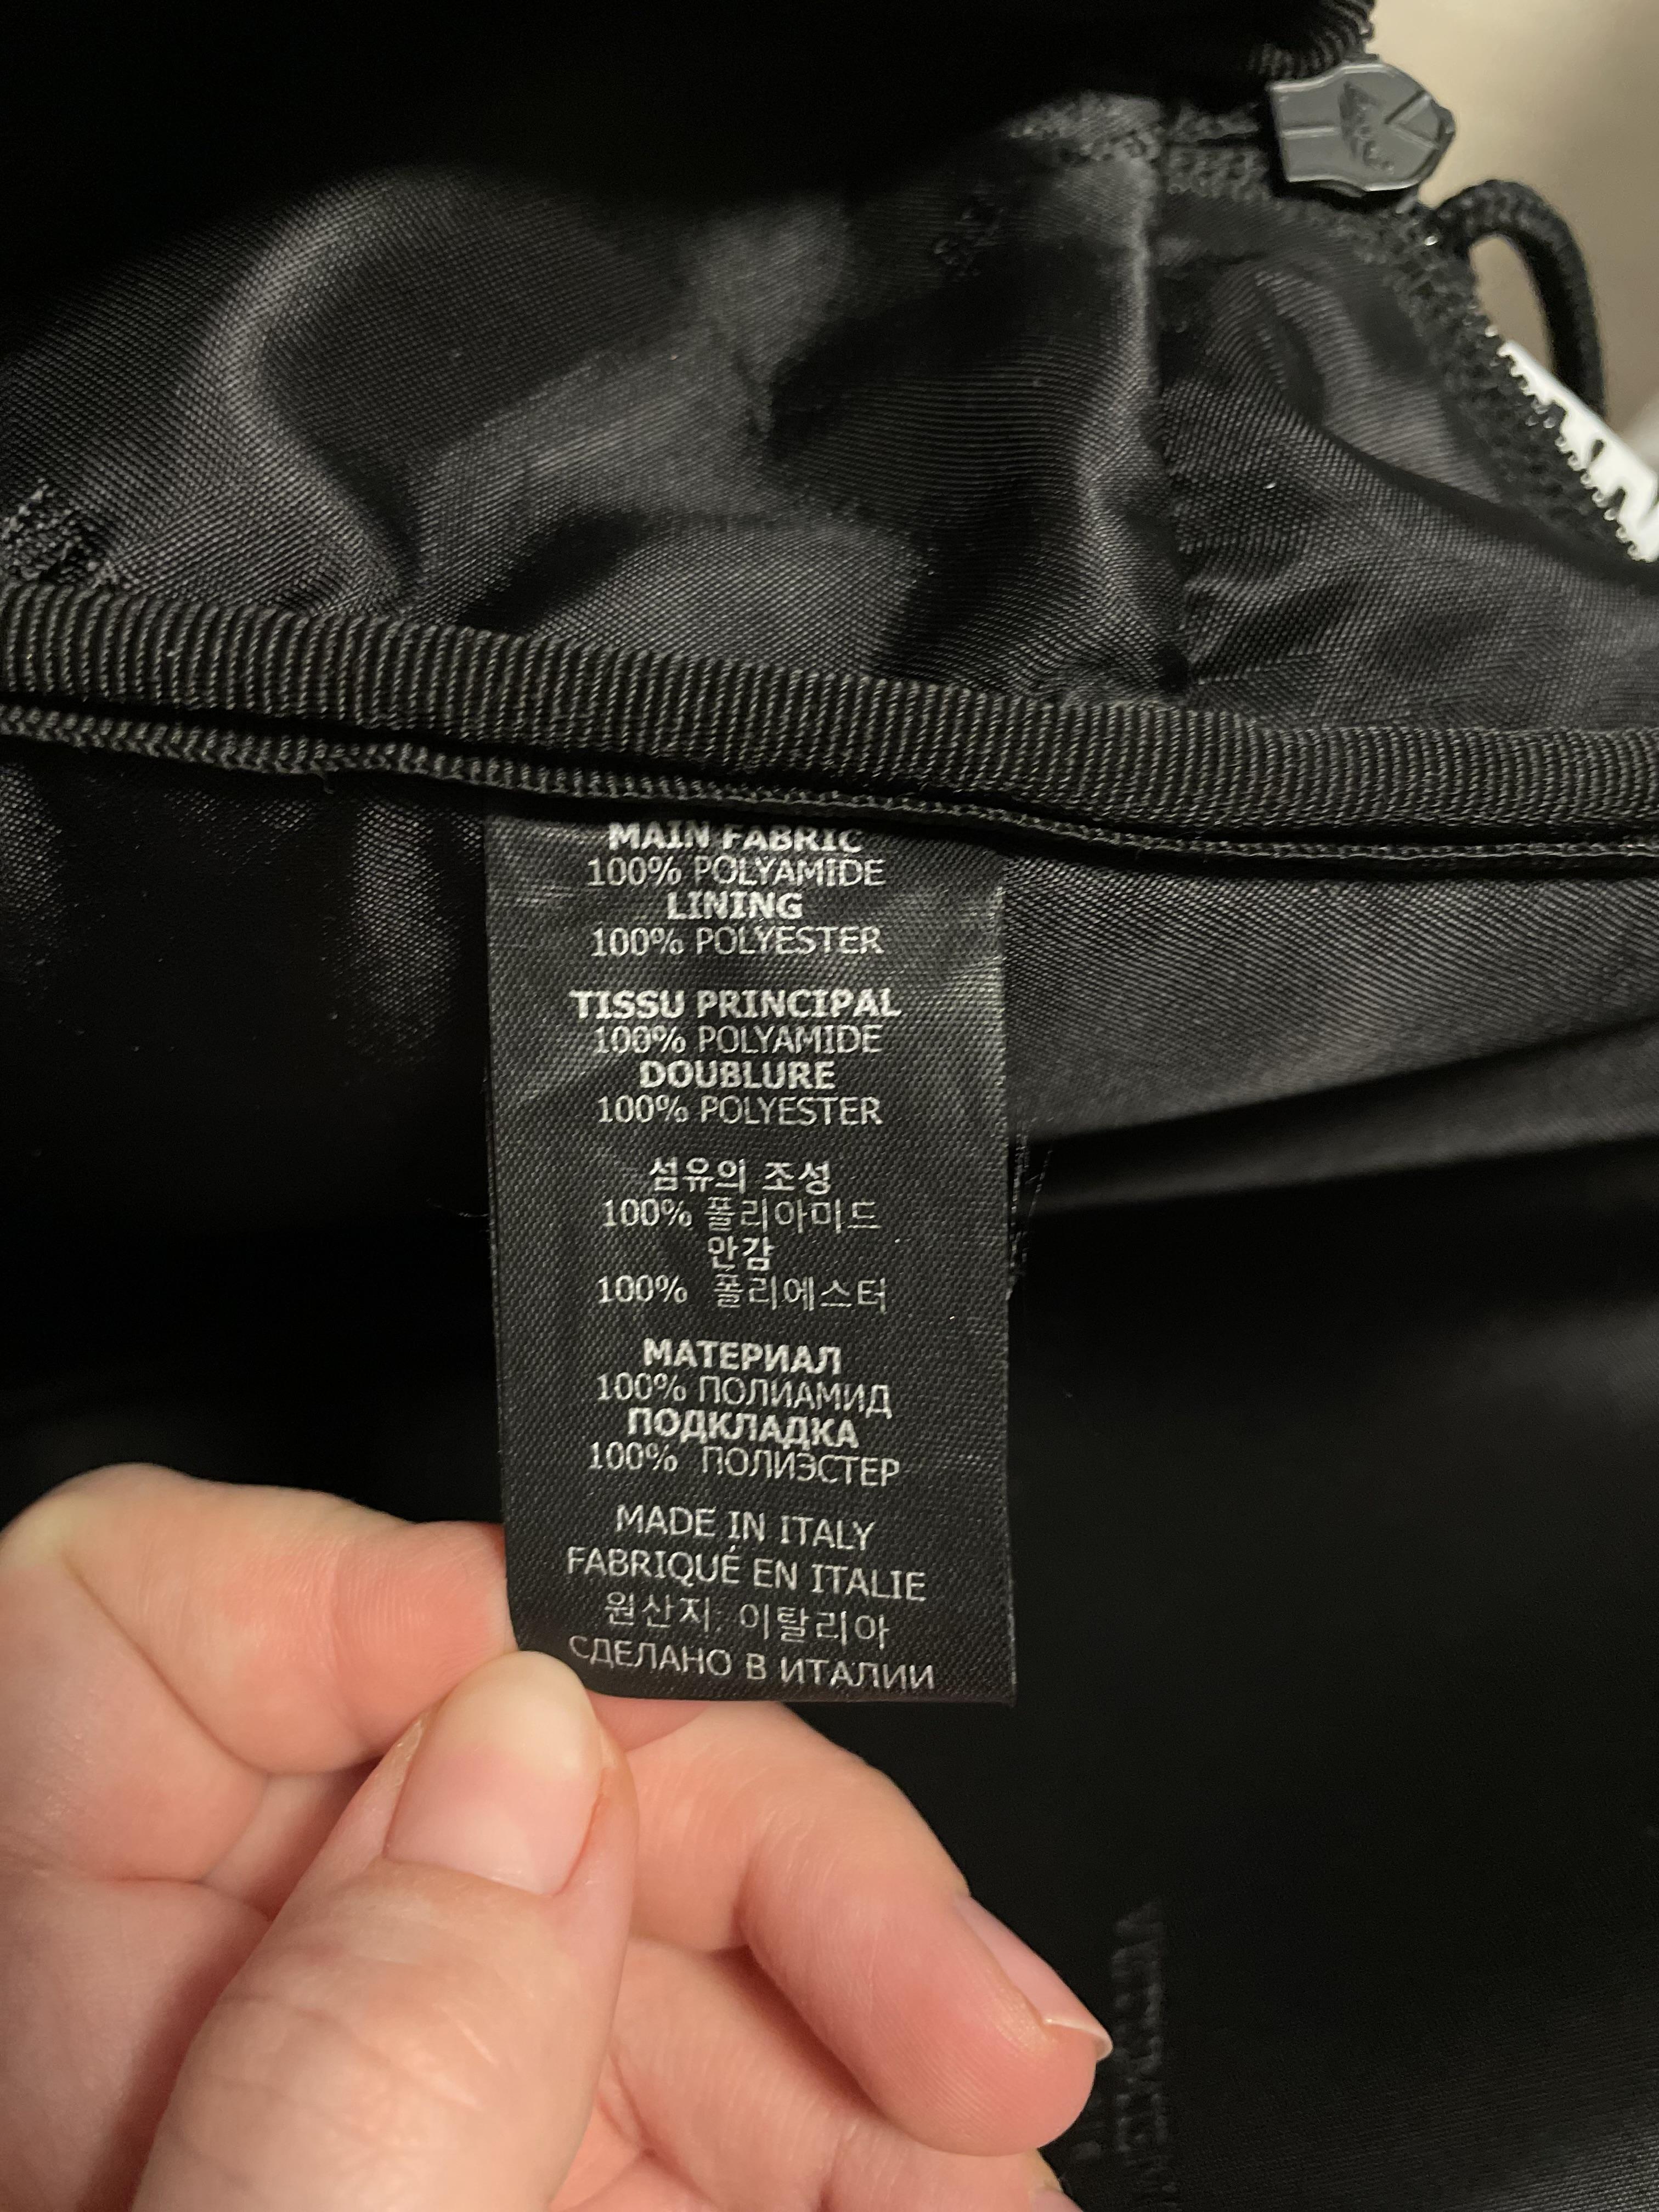 MAIN FABRIC
100% POLYAMIDE
LINING
100% POLYESTER
TISSU PRINCIPAL
100% POLYAMIDE
DOUBLURE
100% POLYESTER
섬유의 조성
100% 폴리아미드
안감
100% 폴리에스터
МАТЕРИАЛ
100% ПОЛИАМИД
ПОДКЛАДКА
100% ПОЛИЭСТЕР
MADE IN ITALY
FABRIQUÉ EN ITALIE
원산지: 이탈리아
СДЕЛАНО В ИТАЛИИ